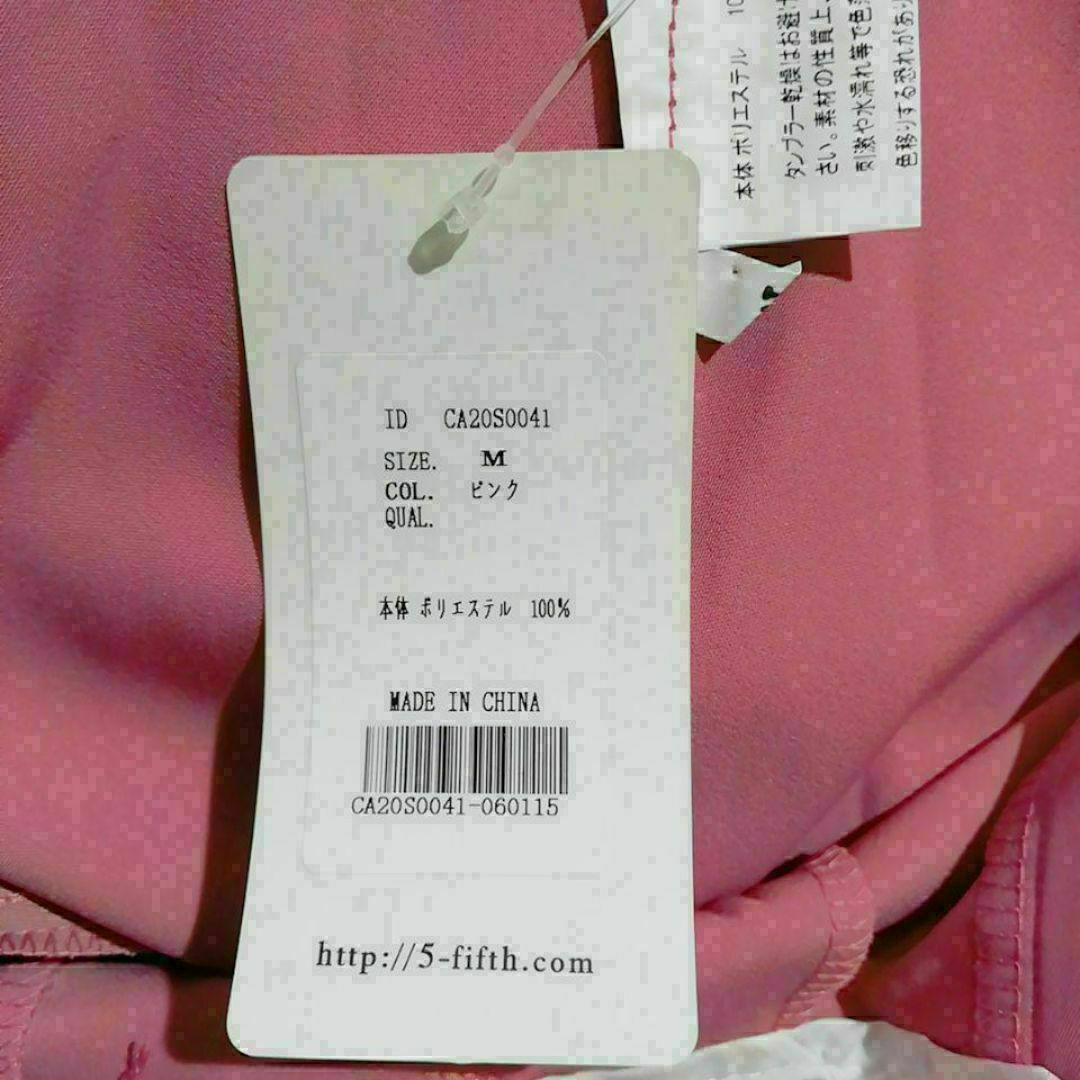 ID CA20S0041
SIZE. M
COL. ピンク
QUAL.
本体 ポリエステル 100%
MADE IN CHINA
CA20S0041-060115
http://5-fifth.com
本体 ポリエステル 10
タンブラー乾燥はお避け
さい。素材の性質上、
刺激や水濡れ等で色
色移りする恐れがあり